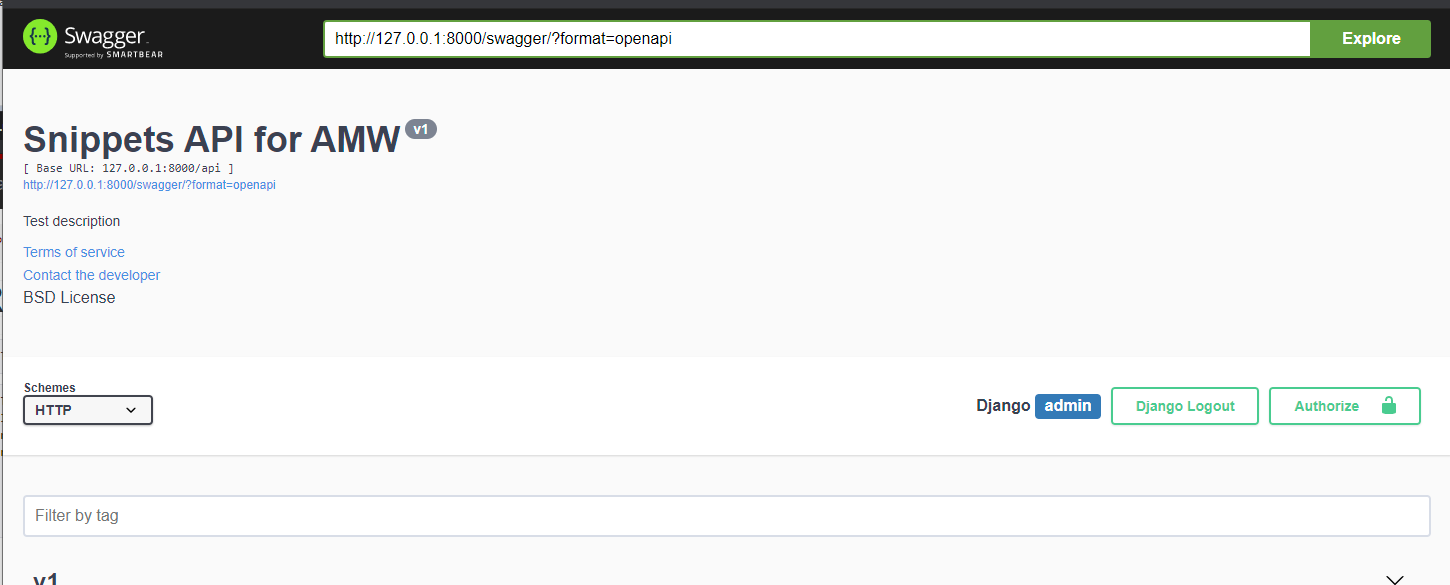 {··} Swagger
Supported by SMARTBEAR
http://127.0.0.1:8000/swagger/?format=openapi
Explore
Snippets API for AMW v1
[ Base URL: 127.0.0.1:8000/api ]
http://127.0.0.1:8000/swagger/?format=openapi
Test description
Terms of service
Contact the developer
BSD License
Schemes
HTTP
Django admin
Django Logout
Authorize
Filter by tag
v1